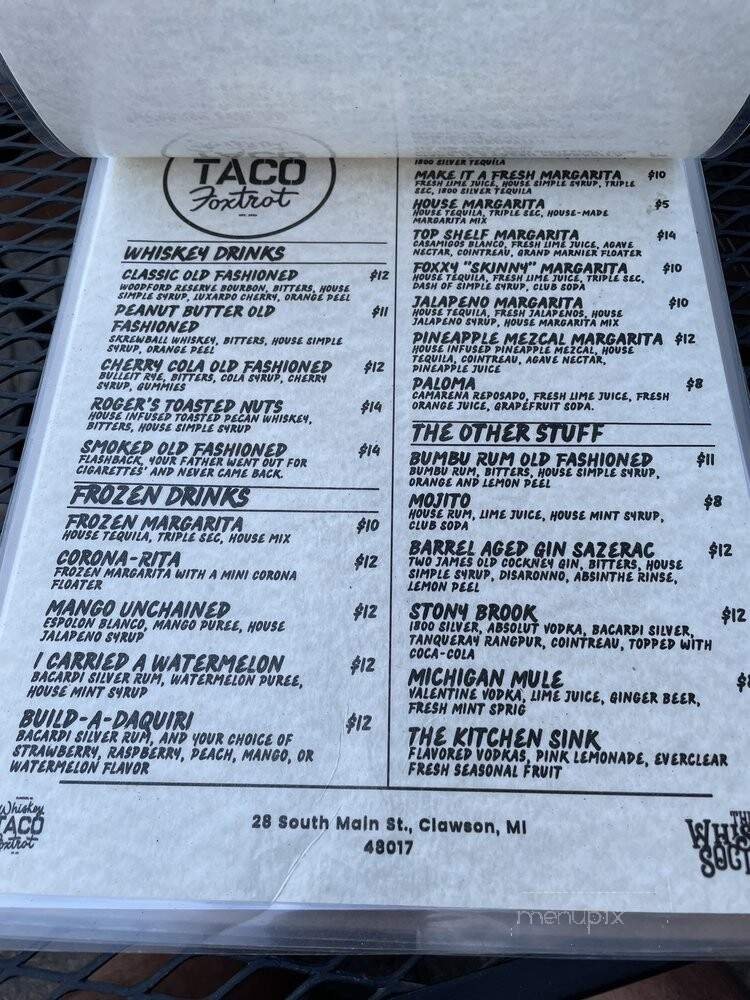 TACO
Foxtrot
WHISKEY DRINKS
CLASSIC OLD FASHIONED $12
WOODFORD RESERVE BOURBON, BITTERS, HOUSE
SIMPLE SYRUP, LUXARDO CHERRY, ORANGE PEEL
PEANUT BUTTER OLD $11
FASHIONED
SKREWBALL WHISKEY, BITTERS, HOUSE SIMPLE
SYRUP, ORANGE PEEL
CHERRY COLA OLD FASHIONED $12
BULLEIT RYE, BITTERS, COLA SYRUP, CHERRY
SYRUP, GUMMIES
ROGER'S TOASTED NUTS $14
HOUSE INFUSED TOASTED PECAN WHISKEY,
BITTERS, HOUSE SIMPLE SYRUP
SMOKED OLD FASHIONED $14
FLASHBACK, YOUR FATHER WENT OUT FOR
CIGARETTES' AND NEVER CAME BACK.
FROZEN DRINKS
FROZEN MARGARITA $10
HOUSE TEQUILA, TRIPLE SEC, HOUSE MIX
CORONA-RITA $12
FROZEN MARGARITA WITH A MINI CORONA
FLOATER
MANGO UNCHAINED $12
ESPOLON BLANCO, MANGO PUREE, HOUSE
JALAPENO SYRUP
I CARRIED A WATERMELON $12
BACARDI SILVER RUM, WATERMELON PUREE,
HOUSE MINT SYRUP
BUILD-A-DAQUIRI $12
BACARDI SILVER RUM, AND YOUR CHOICE OF
STRAWBERRY, RASPBERRY, PEACH, MANGO, OR
WATERMELON FLAVOR
1800 SILVER TEQUILA
MAKE IT A FRESH MARGARITA $10
FRESH LIME JUICE, HOUSE SIMPLE SYRUP, TRIPLE
SEC, 1800 SILVER TEQUILA
HOUSE MARGARITA $5
HOUSE TEQUILA, TRIPLE SEC, HOUSE-MADE
MARGARITA MIX
TOP SHELF MARGARITA $14
CASAMIGOS BLANCO, FRESH LIME JUICE, AGAVE
NECTAR, COINTREAU, GRAND MARNIER FLOATER
FOXXY "SKINNY" MARGARITA $10
HOUSE TEQUILA, FRESH LIME JUICE, TRIPLE SEC,
DASH OF SIMPLE SYRUP, CLUB SODA
JALAPENO MARGARITA $10
HOUSE TEQUILA, FRESH JALAPENOS, HOUSE
JALAPENO SYRUP, HOUSE MARGARITA MIX
PINEAPPLE MEZCAL MARGARITA $12
HOUSE INFUSED PINEAPPLE MEZCAL, HOUSE
TEQUILA, COINTREAU, AGAVE NECTAR,
PINEAPPLE JUICE
PALOMA $8
CAMARENA REPOSADO, FRESH LIME JUICE, FRESH
ORANGE JUICE, GRAPEFRUIT SODA.
THE OTHER STUFF
BUMBU RUM OLD FASHIONED $11
BUMBU RUM, BITTERS, HOUSE SIMPLE SYRUP,
ORANGE AND LEMON PEEL
MOJITO $8
HOUSE RUM, LIME JUICE, HOUSE MINT SYRUP,
CLUB SODA
BARREL AGED GIN SAZERAC $12
TWO JAMES OLD COCKNEY GIN, BITTERS, HOUSE
SIMPLE SYRUP, DISARONNO, ABSINTHE RINSE,
LEMON PEEL
STONY BROOK $12
1800 SILVER, ABSOLUT VODKA, BACARDI SILVER,
TANQUERAY RANGPUR, COINTREAU, TOPPED WITH
COCA-COLA
MICHIGAN MULE
VALENTINE VODKA, LIME JUICE, GINGER BEER,
FRESH MINT SPRIG
THE KITCHEN SINK
FLAVORED VODKAS, PINK LEMONADE, EVERCLEAR
FRESH SEASONAL FRUIT
Whiskey
TACO
Foxtrot
28 South Main St., Clawson, MI
48017
menupix